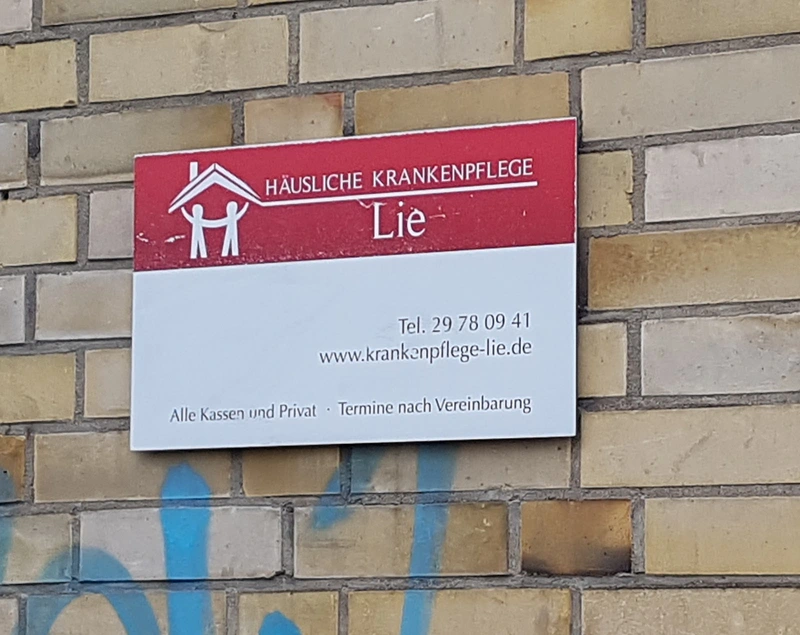 HÄUSLICHE KRANKENPFLEGE
Lie
Tel. 29 78 09 41
www.krankenpflege-lie.de
Alle Kassen und Privat · Termine nach Vereinbarung